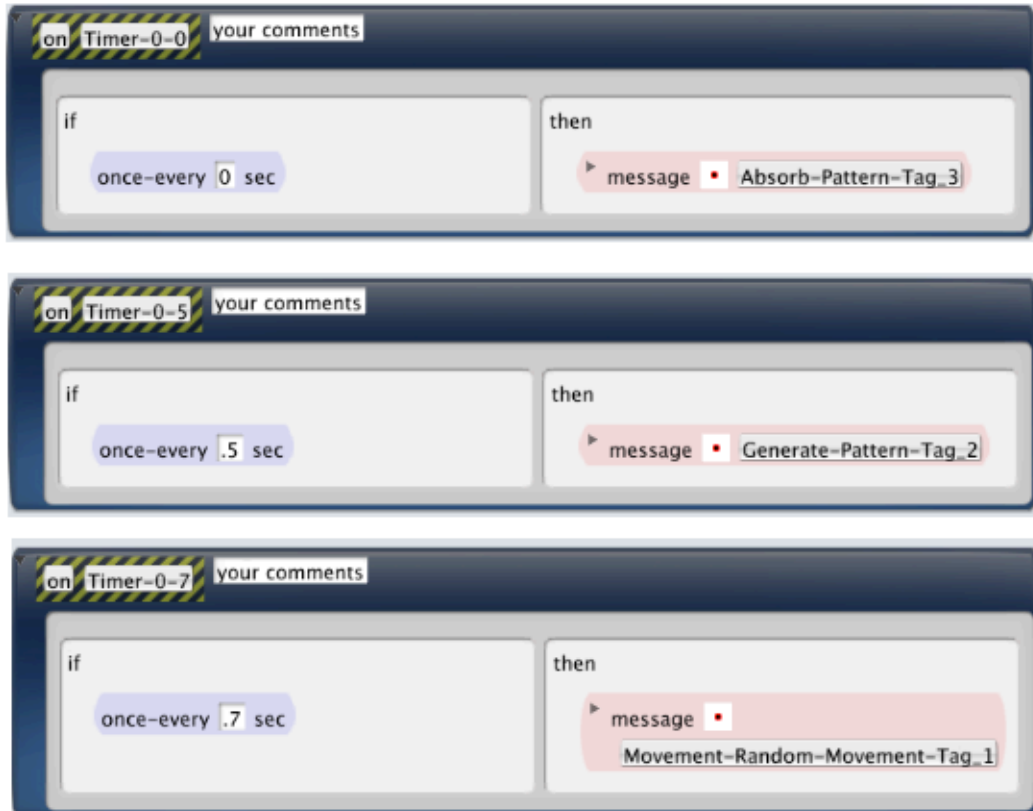 on Timer-0-0 your comments
if then
once-every 0 sec message Absorb-Pattern-Tag_3
on Timer-0-5 your comments
if then
once-every .5 sec message Generate-Pattern-Tag_2
on Timer-0-7 your comments
if then
once-every .7 sec message
Movement-Random-Movement-Tag_1